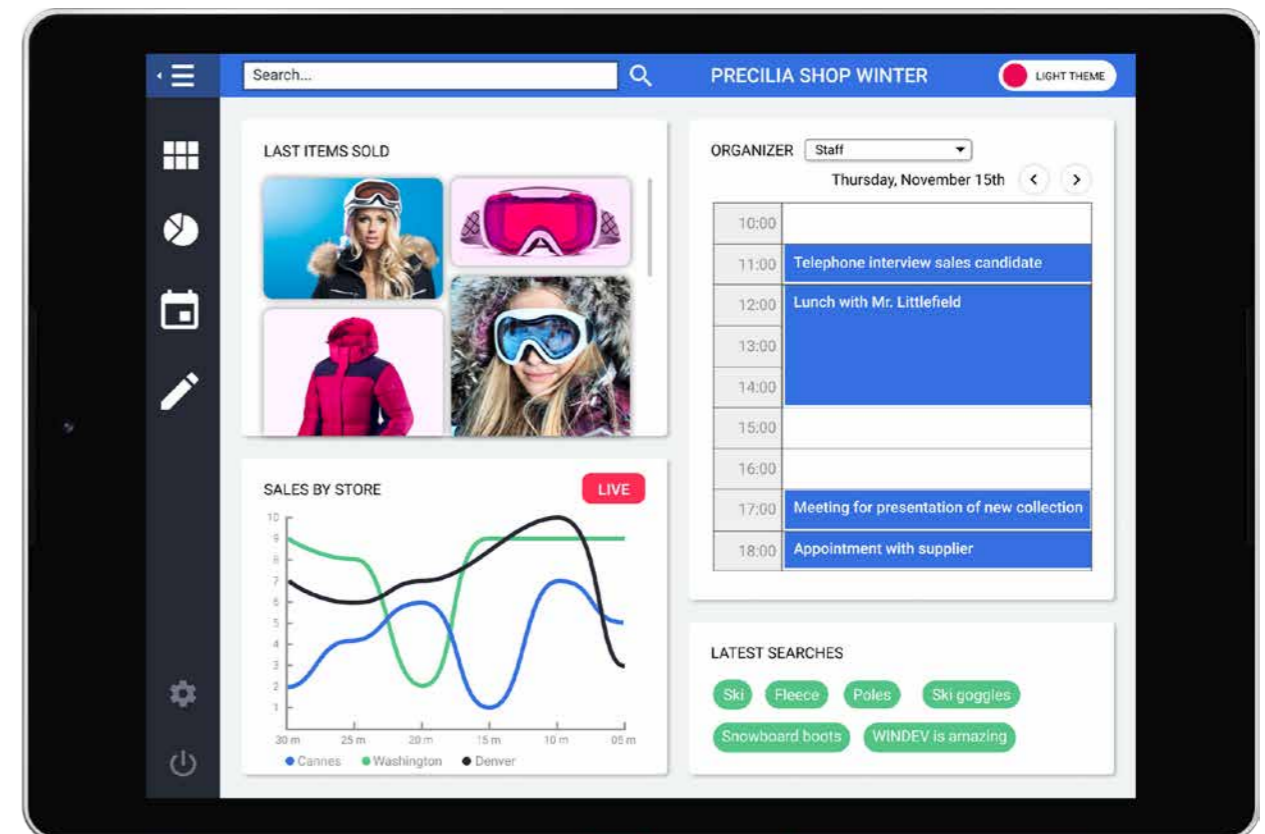 Search...
PRECILIA SHOP WINTER
LIGHT THEME
LAST ITEMS SOLD
A
ORGANIZER
Staff
Thursday, November 15th
10:00
11:00 Telephone interview sales candidate
12:00 Lunch with Mr. Littlefield
13:00
14:00
15:00
16:00
17:00 Meeting for presentation of new collection
18:00 Appointment with supplier
SALES BY STORE
LIVE
10
9
8
7
6
5
4
3
2
1
30 m 25 m 20 m 15 m 10 m 05 m
Cannes Washington Denver
LATEST SEARCHES
Ski Fleece Poles Ski goggles
Snowboard boots WINDEV is amazing